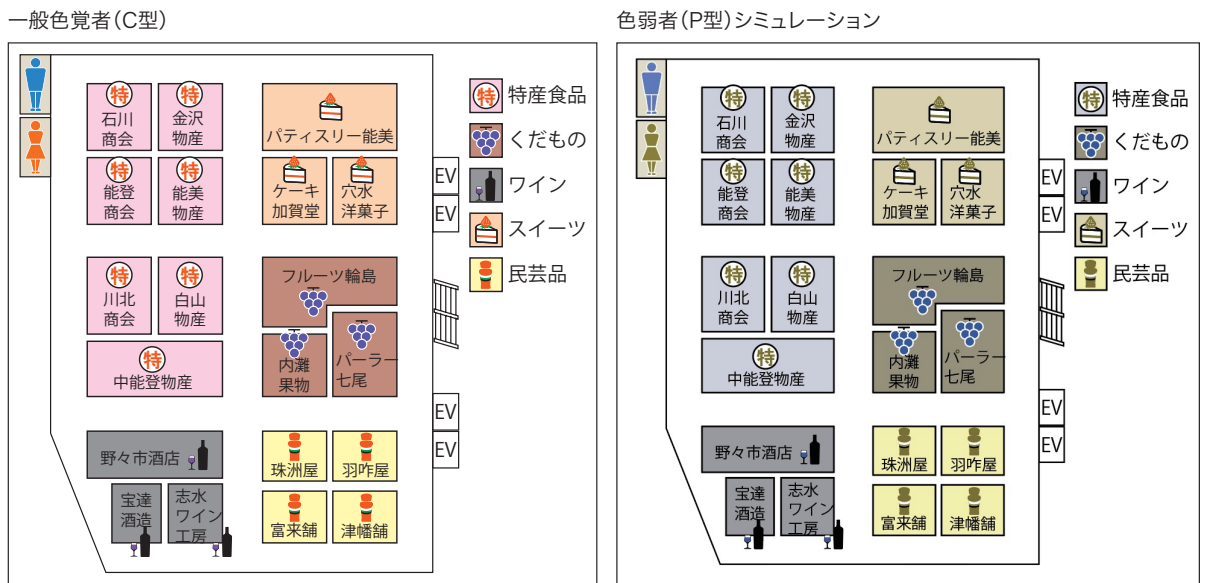 一般色覚者（C型）
特
石川
商会
特
金沢
物産
パティスリー能美
特
能登
商会
特
能美
物産
ケーキ
加賀堂
穴水
洋菓子
EV
EV
特
川北
商会
特
白山
物産
フルーツ輪島
特
中能登物産
内灘
果物
パーラー
七尾
EV
EV
野々市酒店
宝達
酒造
志水
ワイン
工房
珠洲屋
羽咋屋
富来舗
津幡舗
特 特産食品
くだもの
ワイン
スイーツ
民芸品
色弱者（P型）シミュレーション
特
石川
商会
特
金沢
物産
パティスリー能美
特
能登
商会
特
能美
物産
ケーキ
加賀堂
穴水
洋菓子
EV
EV
特
川北
商会
特
白山
物産
フルーツ輪島
特
中能登物産
内灘
果物
パーラー
七尾
EV
EV
野々市酒店
宝達
酒造
志水
ワイン
工房
珠洲屋
羽咋屋
富来舗
津幡舗
特 特産食品
くだもの
ワイン
スイーツ
民芸品